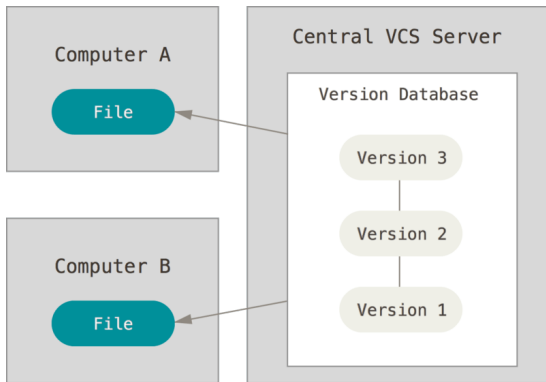 Computer A
File
Computer B
File
Central VCS Server
Version Database
Version 3
Version 2
Version 1